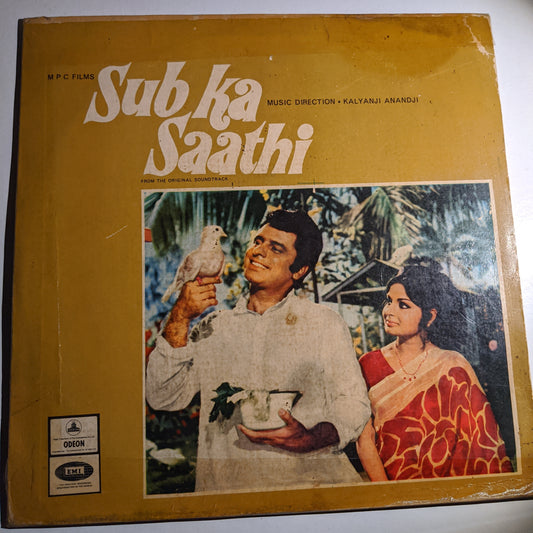 M P C FILMS
Sub Ka
Saathi
MUSIC DIRECTION • KALYANJI ANANDJI
FROM THE ORIGINAL SOUNDTRACK
ODEON
EMI